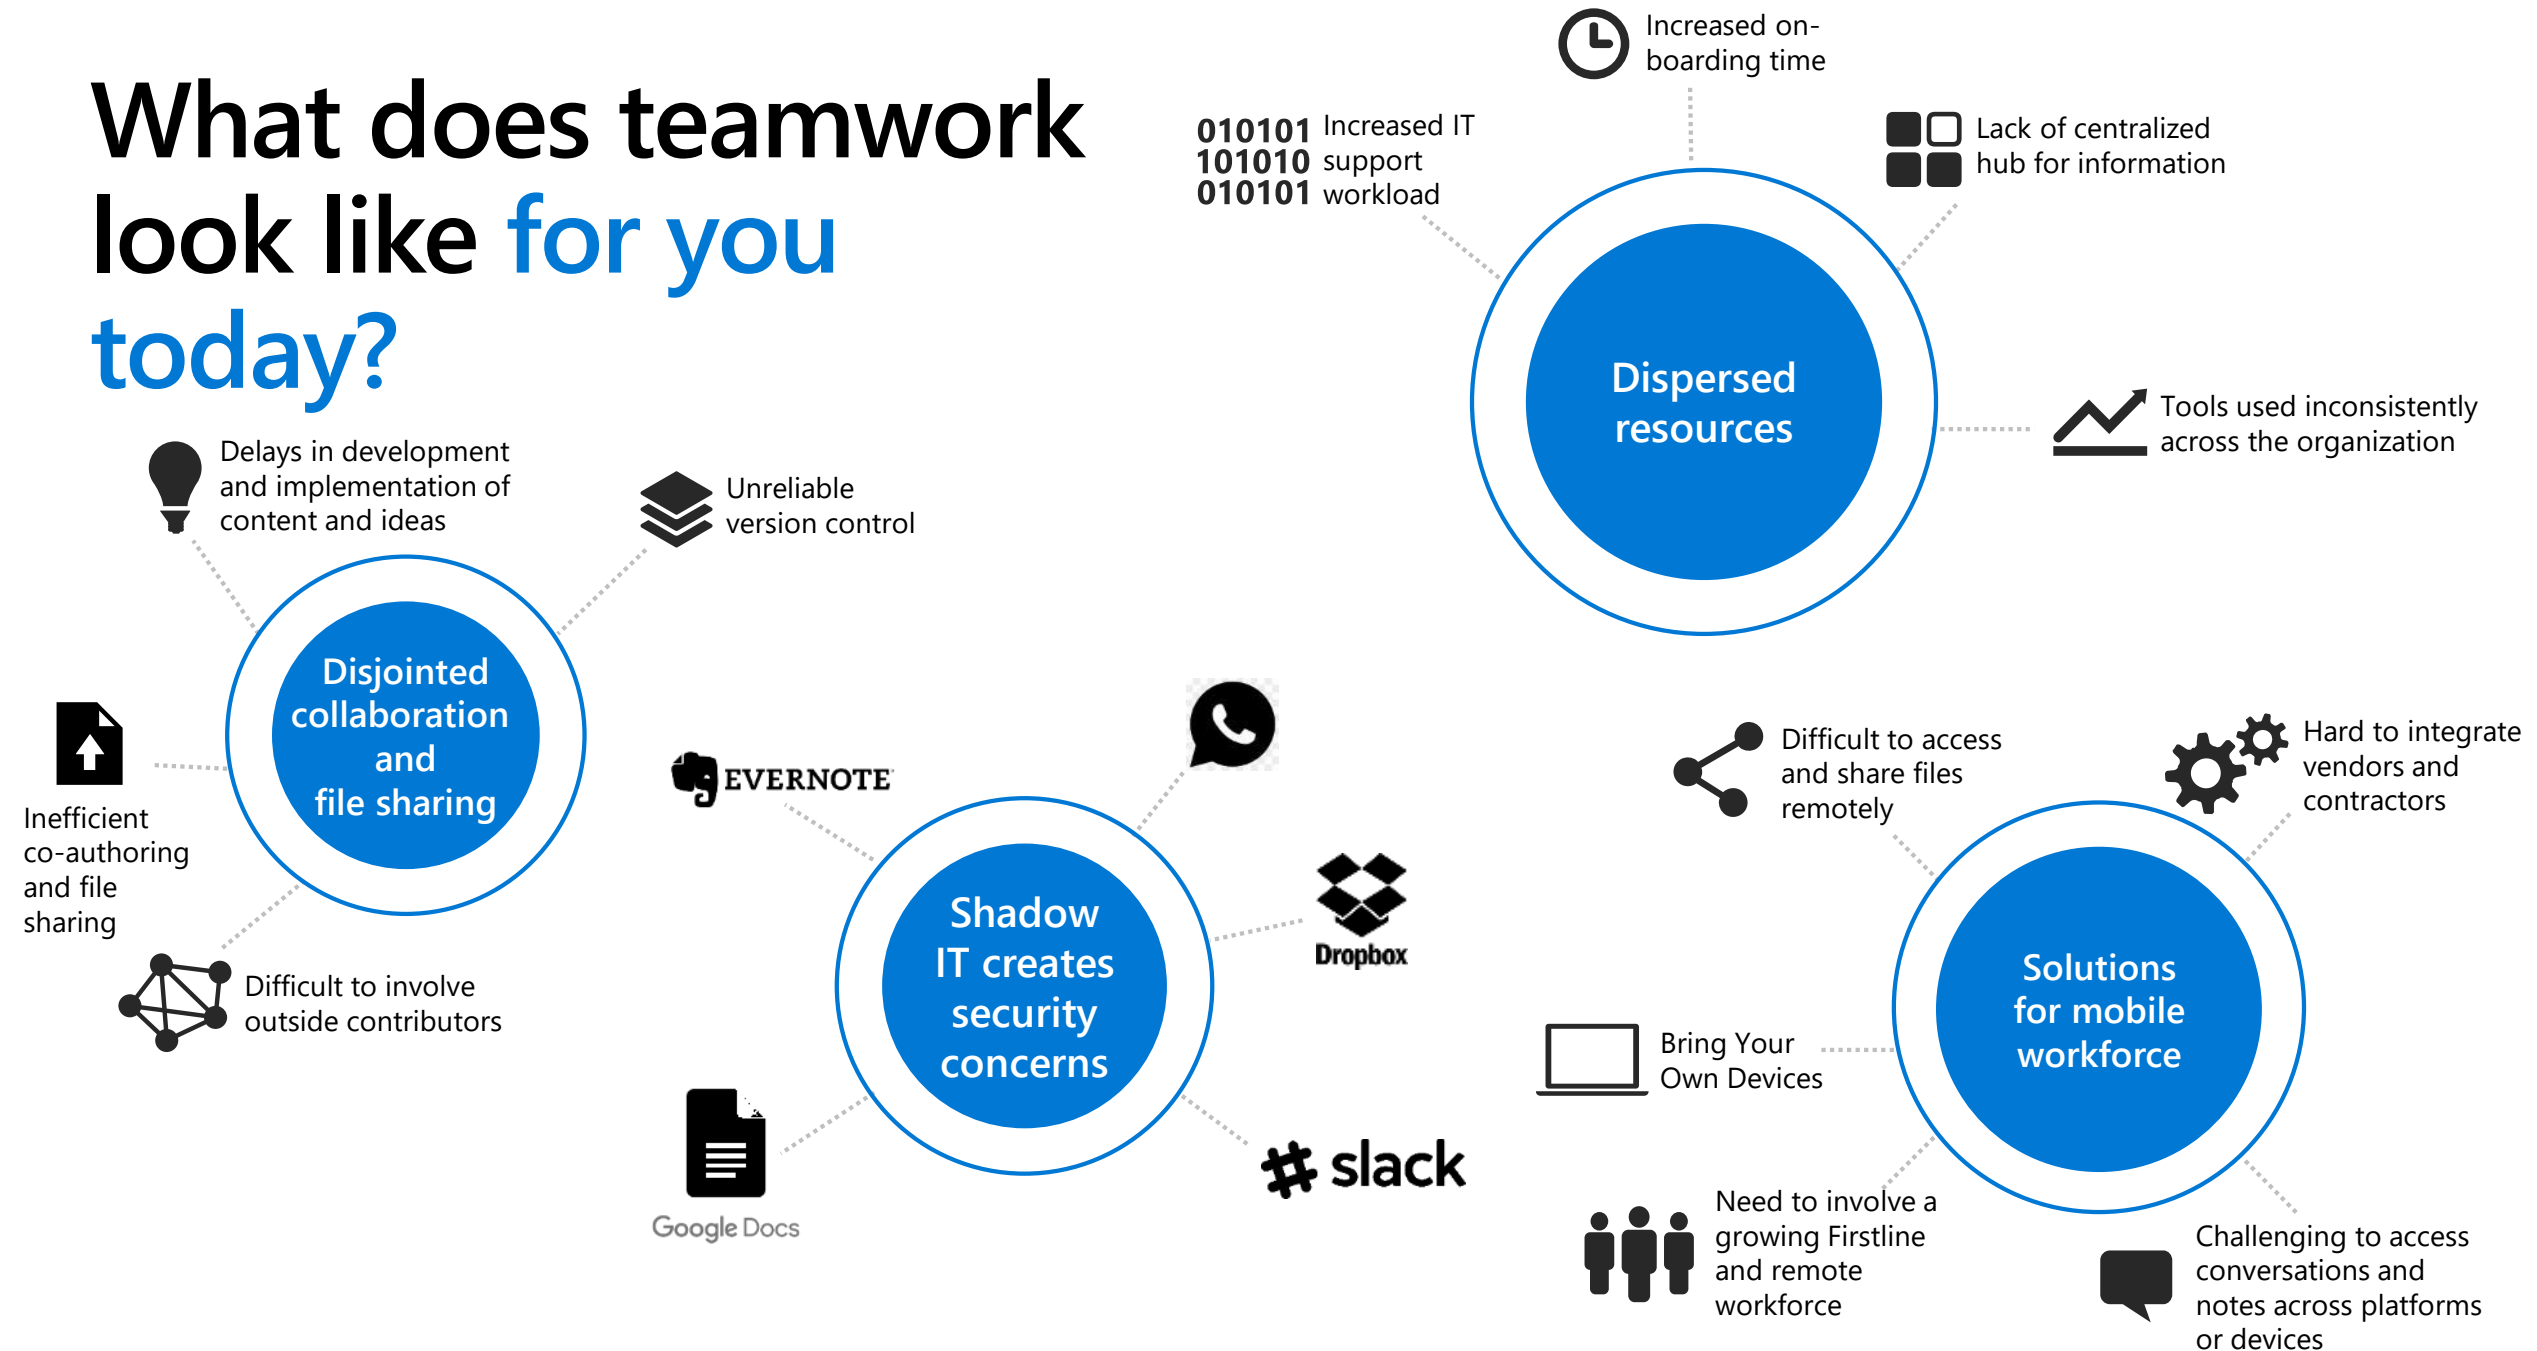 What does teamwork
look like for you
today?
Increased on-
boarding time
010101
101010
010101
Increased IT
support
workload
Lack of centralized
hub for information
Dispersed
resources
Tools used inconsistently
across the organization
Delays in development
and implementation of
content and ideas
Unreliable
version control
Disjointed
collaboration
and
file sharing
Inefficient
co-authoring
and file
sharing
Difficult to involve
outside contributors
EVERNOTE
Dropbox
Shadow
IT creates
security
concerns
Google Docs
slack
Difficult to access
and share files
remotely
Hard to integrate
vendors and
contractors
Solutions
for mobile
workforce
Bring Your
Own Devices
Need to involve a
growing Firstline
and remote
workforce
Challenging to access
conversations and
notes across platforms
or devices